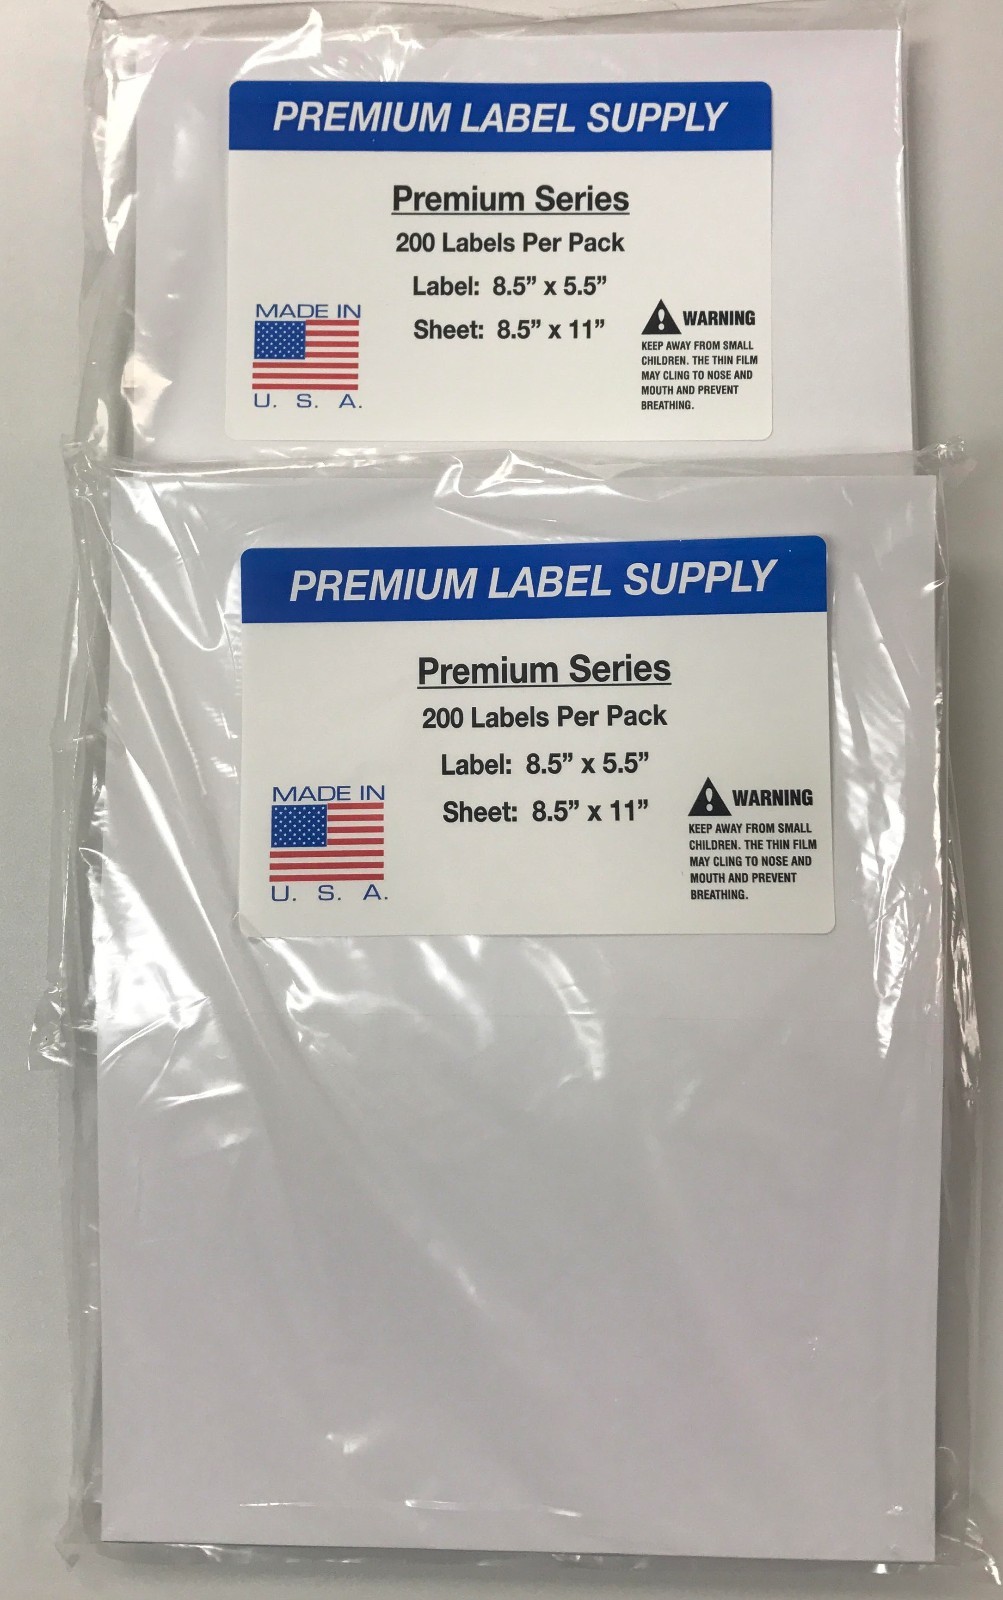 PREMIUM LABEL SUPPLY
Premium Series
200 Labels Per Pack
Label: 8.5” x 5.5”
Sheet: 8.5” x 11”
MADE IN
U. S. A.
WARNING
KEEP AWAY FROM SMALL
CHILDREN. THE THIN FILM
MAY CLING TO NOSE AND
MOUTH AND PREVENT
BREATHING.
PREMIUM LABEL SUPPLY
Premium Series
200 Labels Per Pack
Label: 8.5” x 5.5”
Sheet: 8.5” x 11”
MADE IN
U. S. A.
WARNING
KEEP AWAY FROM SMALL
CHILDREN. THE THIN FILM
MAY CLING TO NOSE AND
MOUTH AND PREVENT
BREATHING.